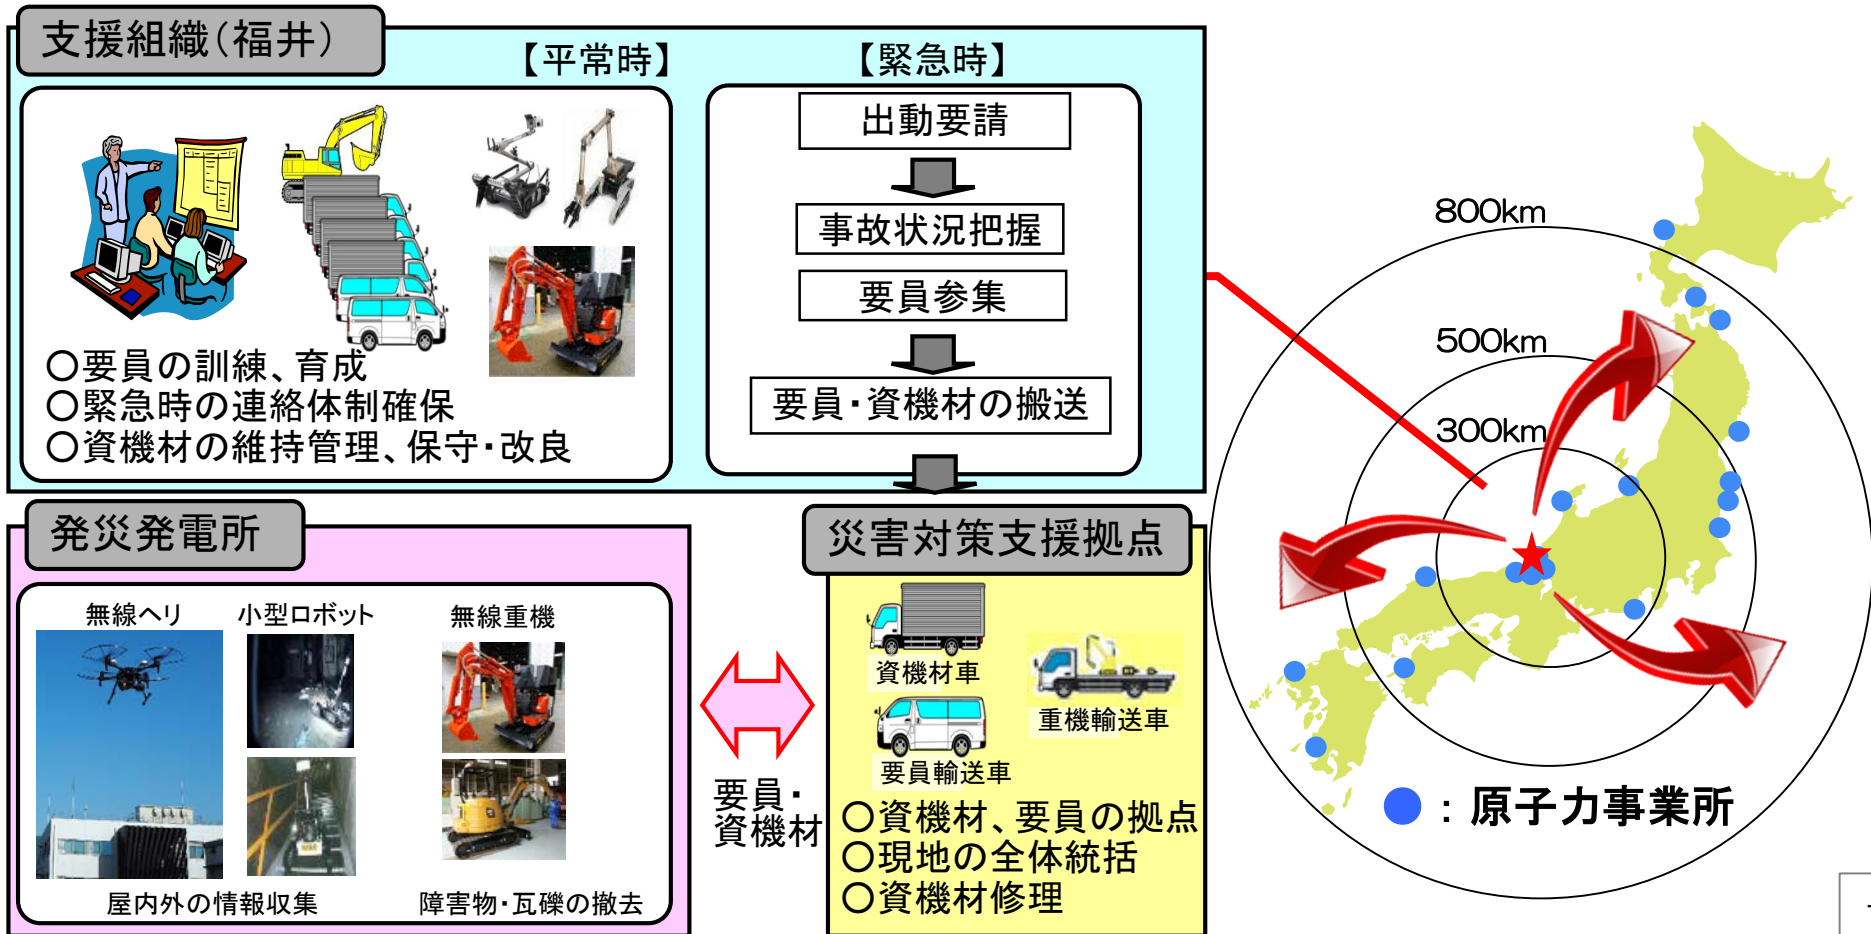 支援組織(福井)
【平常時】
【緊急時】
○要員の訓練、育成
○緊急時の連絡体制確保
○資機材の維持管理、保守・改良
出動要請
事故状況把握
要員参集
要員・資機材の搬送
発災発電所
無線ヘリ
小型ロボット
無線重機
屋内外の情報収集
障害物・瓦礫の撤去
要員・
資機材
災害対策支援拠点
資機材車
重機輸送車
要員輸送車
○資機材、要員の拠点
○現地の全体統括
○資機材修理
800km
500km
300km
：原子力事業所